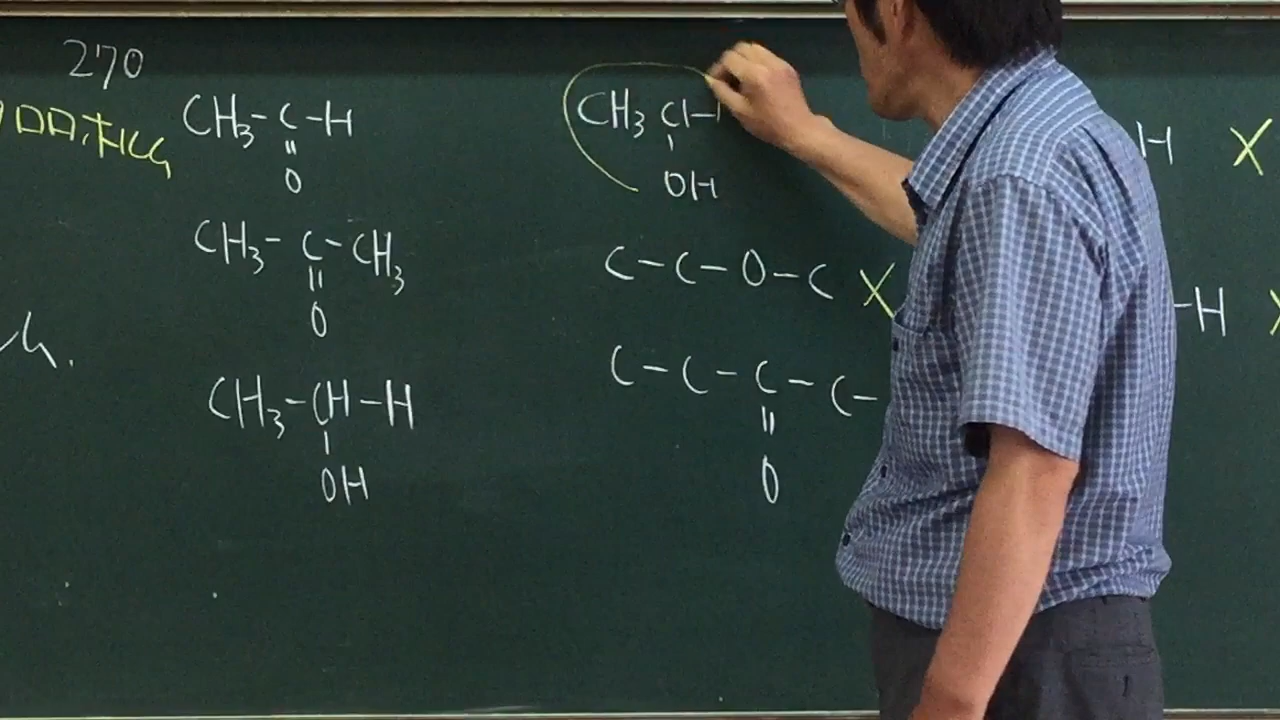 270
CH3-C-H
||
O
CH3-C-CH3
||
O
CH3-CH-H
|
OH
CH3 CH-
|
OH
C-C-O-C X
C-C-C-C-
||
O
H X
-H